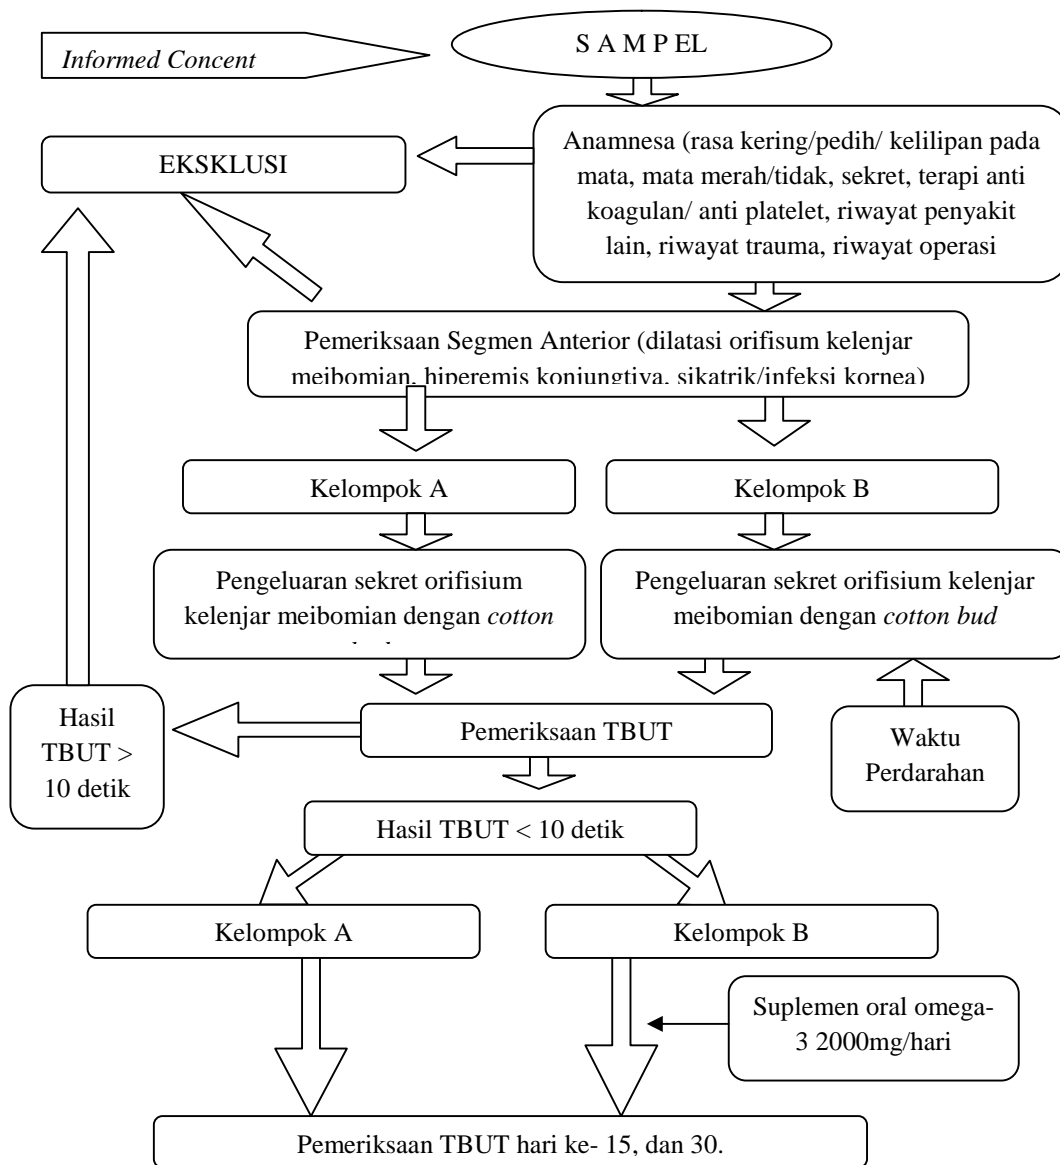 Informed Concent
S A M P EL
EKSKLUSI
Anamnesa (rasa kering/pedih/ kelilipan pada
mata, mata merah/tidak, sekret, terapi anti
koagulan/ anti platelet, riwayat penyakit
lain, riwayat trauma, riwayat operasi
Pemeriksaan Segmen Anterior (dilatasi orifisum kelenjar
meibomian, hiperemis konjungtiva, sikatrik/infeksi kornea)
Kelompok A
Kelompok B
Pengeluaran sekret orifisium
kelenjar meibomian dengan cotton
Pengeluaran sekret orifisium kelenjar
meibomian dengan cotton bud
Hasil
TBUT >
10 detik
Pemeriksaan TBUT
Waktu
Perdarahan
Hasil TBUT < 10 detik
Kelompok A
Kelompok B
Suplemen oral omega-
3 2000mg/hari
Pemeriksaan TBUT hari ke- 15, dan 30.